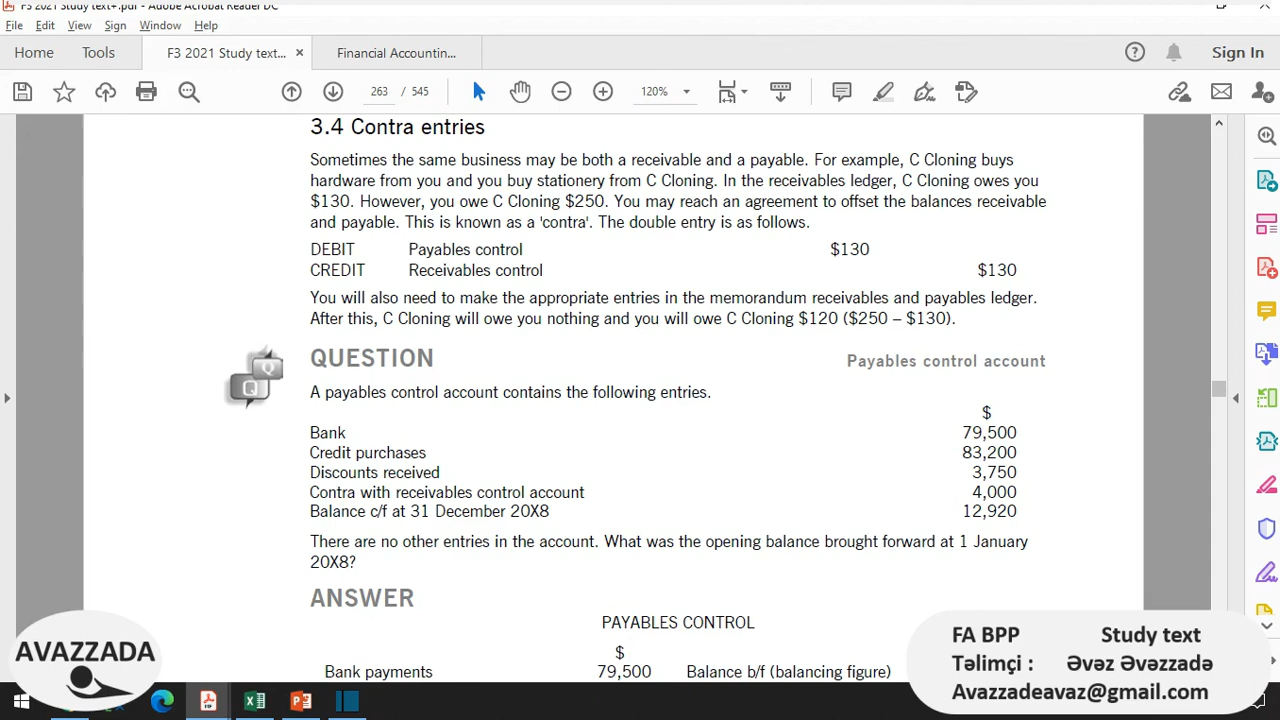 F3 2021 Study text+.pdf - Adobe Acrobat Reader DC
File Edit View Sign Window Help
Home Tools F3 2021 Study text... × Financial Accountin... Sign In
263 / 545 120%
3.4 Contra entries
Sometimes the same business may be both a receivable and a payable. For example, C Cloning buys
hardware from you and you buy stationery from C Cloning. In the receivables ledger, C Cloning owes you
$130. However, you owe C Cloning $250. You may reach an agreement to offset the balances receivable
and payable. This is known as a 'contra'. The double entry is as follows.
DEBIT Payables control $130
CREDIT Receivables control $130
You will also need to make the appropriate entries in the memorandum receivables and payables ledger.
After this, C Cloning will owe you nothing and you will owe C Cloning $120 ($250 – $130).
Q
Q
QUESTION Payables control account
A payables control account contains the following entries.
$
Bank 79,500
Credit purchases 83,200
Discounts received 3,750
Contra with receivables control account 4,000
Balance c/f at 31 December 20X8 12,920
There are no other entries in the account. What was the opening balance brought forward at 1 January
20X8?
ANSWER
PAYABLES CONTROL
$
Bank payments 79,500 Balance b/f (balancing figure)
AVAZZADA
FA BPP Study text
Təlimçi : Əvəz Əvəzzadə
Avazzadeavaz@gmail.com